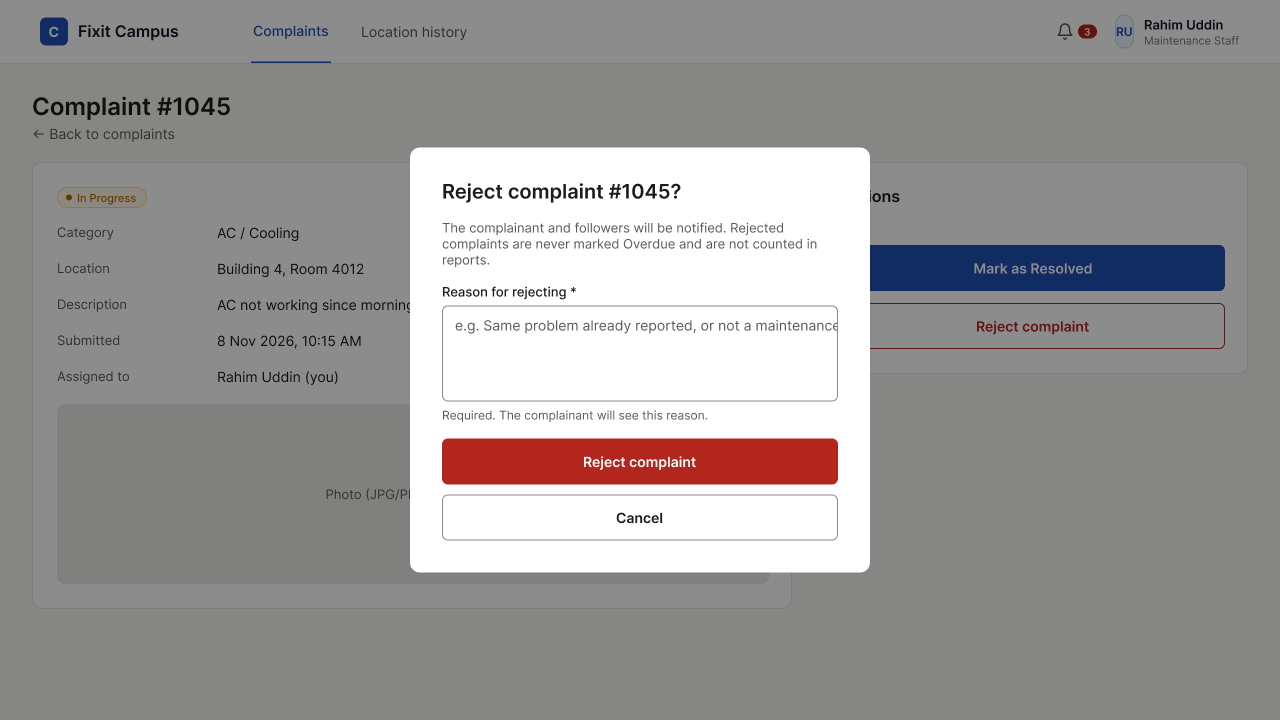 C Fixit Campus Complaints Location history 3 RU Rahim Uddin
Maintenance Staff
Complaint #1045
← Back to complaints
In Progress
Category AC / Cooling
Location Building 4, Room 4012
Description AC not working since morning
Submitted 8 Nov 2026, 10:15 AM
Assigned to Rahim Uddin (you)
Photo (JPG/
Reject complaint #1045?
The complainant and followers will be notified. Rejected
complaints are never marked Overdue and are not counted in
reports.
Reason for rejecting *
e.g. Same problem already reported, or not a maintenance
Required. The complainant will see this reason.
Reject complaint
Cancel
Mark as Resolved
Reject complaint